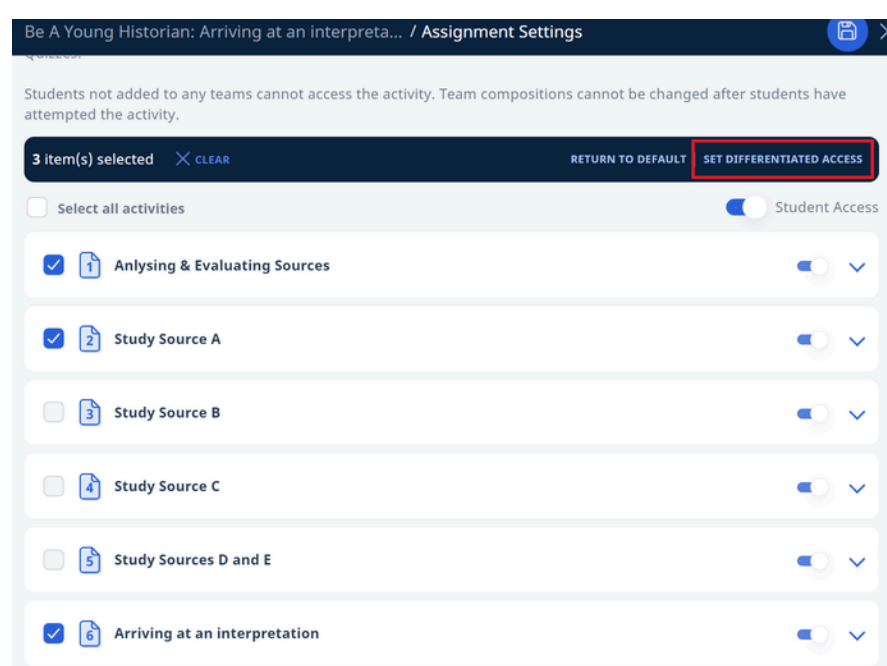 Be A Young Historian: Arriving at an interpreta... / Assignment Settings
Quizzes.
Students not added to any teams cannot access the activity. Team compositions cannot be changed after students have
attempted the activity.
3 item(s) selected CLEAR RETURN TO DEFAULT SET DIFFERENTIATED ACCESS
Select all activities Student Access
1 Anlysing & Evaluating Sources
2 Study Source A
3 Study Source B
4 Study Source C
5 Study Sources D and E
6 Arriving at an interpretation